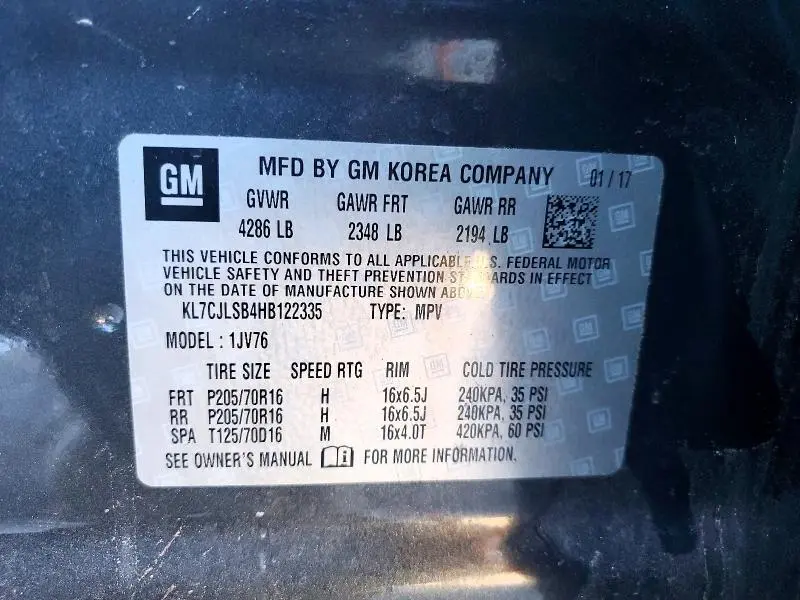 GM
MFD BY GM KOREA COMPANY 01 / 17
GVWR GAWR FRT GAWR RR
4286 LB 2348 LB 2194 LB
THIS VEHICLE CONFORMS TO ALL APPLICABLE U.S. FEDERAL MOTOR
VEHICLE SAFETY AND THEFT PREVENTION STANDARDS IN EFFECT
ON THE DATE OF MANUFACTURE SHOWN ABOVE
KL7CJLSB4HB122335 TYPE: MPV
MODEL : 1JV76
TIRE SIZE SPEED RTG RIM COLD TIRE PRESSURE
FRT P205/70R16 H 16x6.5J 240KPA, 35 PSI
RR P205/70R16 H 16x6.5J 240KPA, 35 PSI
SPA T125/70D16 M 16x4.0T 420KPA, 60 PSI
SEE OWNER'S MANUAL FOR MORE INFORMATION.